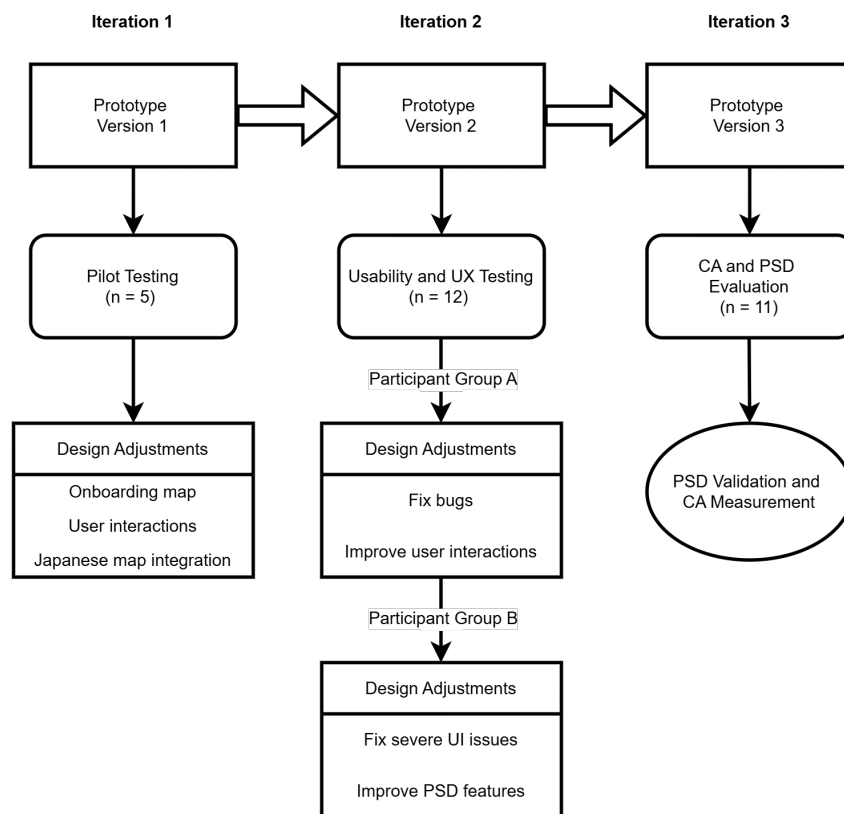 Iteration 1
Iteration 2
Iteration 3
Prototype
Version 1
Prototype
Version 2
Prototype
Version 3
Pilot Testing
(n = 5)
Usability and UX Testing
(n = 12)
CA and PSD
Evaluation
(n = 11)
Participant Group A
Design Adjustments
Onboarding map
User interactions
Japanese map integration
Design Adjustments
Fix bugs
Improve user interactions
PSD Validation and
CA Measurement
Participant Group B
Design Adjustments
Fix severe UI issues
Improve PSD features